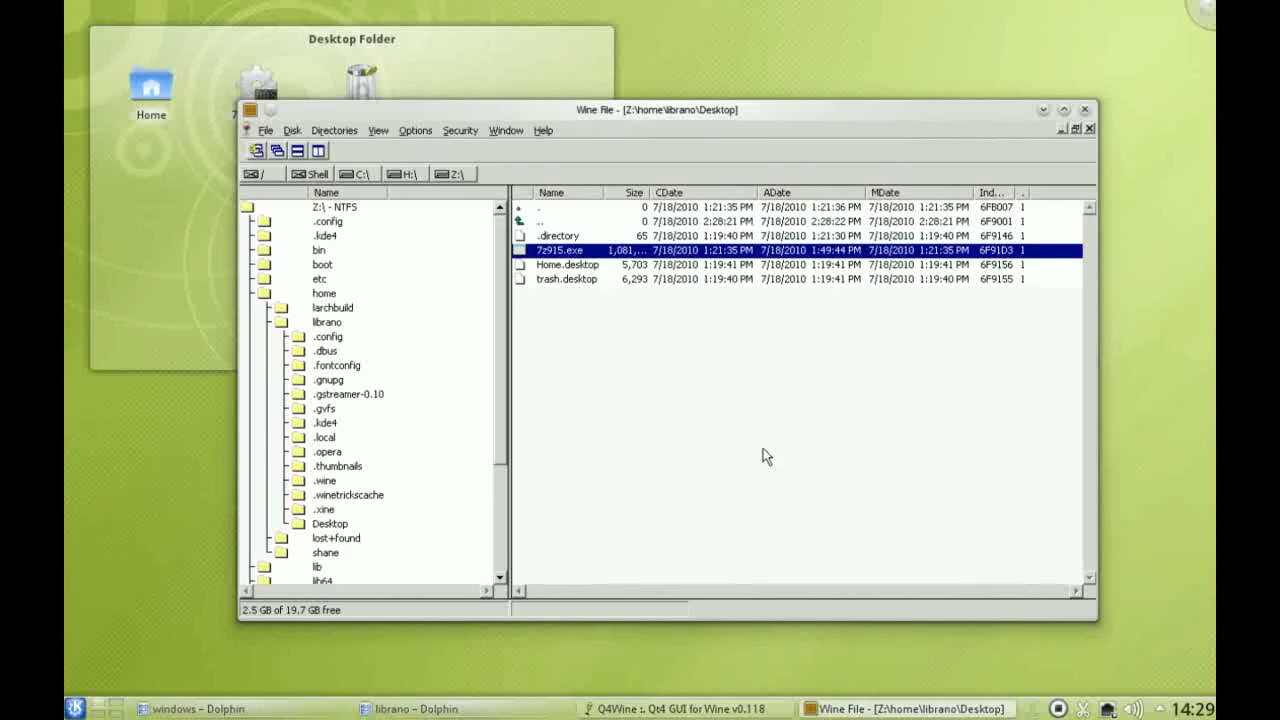 Desktop Folder
Home
7
Wine File - [Z:\home\librano\Desktop]
File Disk Directories View Options Security Window Help
/ Shell C:\ H:\ Z:\
Name
Z:\ - NTFS
.config
.kde4
bin
boot
etc
home
larchbuild
librano
.config
.dbus
.fontconfig
.gnupg
.gstreamer-0.10
.gvfs
.kde4
.local
.opera
.thumbnails
.wine
.winetrickscache
.xine
Desktop
lost+found
shane
lib
lib64
Name Size CDate ADate MDate Ind... .
. 0 7/18/2010 1:21:35 PM 7/18/2010 1:21:36 PM 7/18/2010 1:21:35 PM 6FB007 1
.. 0 7/18/2010 2:28:21 PM 7/18/2010 2:28:22 PM 7/18/2010 2:28:21 PM 6F9001 1
.directory 65 7/18/2010 1:19:40 PM 7/18/2010 1:19:41 PM 7/18/2010 1:19:40 PM 6F9146 1
7z915.exe 1,081,... 7/18/2010 1:21:35 PM 7/18/2010 1:49:44 PM 7/18/2010 1:21:35 PM 6F91D3 1
Home.desktop 5,703 7/18/2010 1:19:41 PM 7/18/2010 1:19:41 PM 7/18/2010 1:19:41 PM 6F9156 1
trash.desktop 6,293 7/18/2010 1:19:40 PM 7/18/2010 1:19:41 PM 7/18/2010 1:19:40 PM 6F9155 1
2.5 GB of 19.7 GB free
windows – Dolphin
librano – Dolphin
Q4Wine :. Qt4 GUI for Wine v0.118
Wine File - [Z:\home\librano\Desktop]
14:29